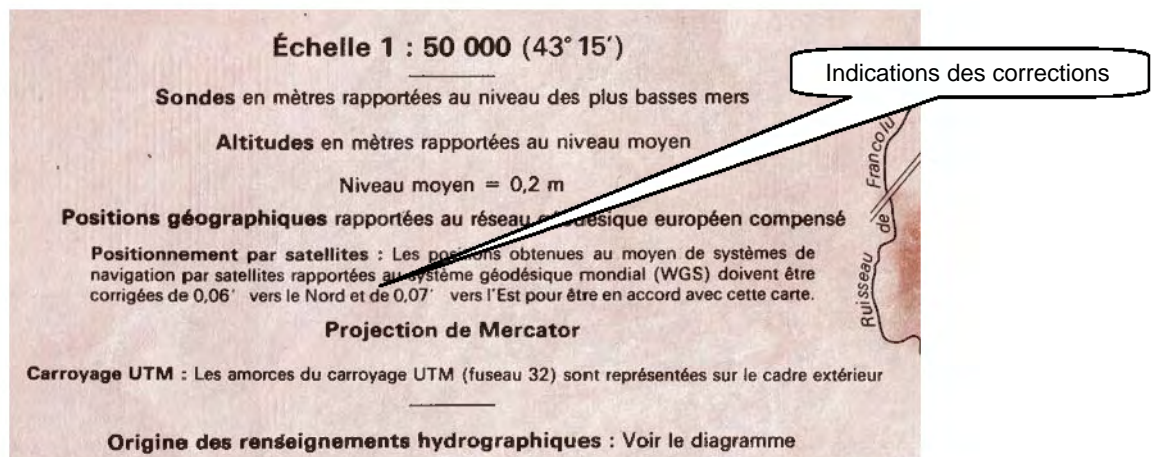 Échelle 1 : 50 000 (43° 15′)
Indications des corrections
Sondes en mètres rapportées au niveau des plus basses mers
Altitudes en mètres rapportées au niveau moyen
Niveau moyen = 0,2 m
Positions géographiques rapportées au réseau géodésique européen compensé
Positionnement par satellites : Les positions obtenues au moyen de systèmes de
navigation par satellites rapportées au système géodésique mondial (WGS) doivent être
corrigées de 0,06′ vers le Nord et de 0,07′ vers l'Est pour être en accord avec cette carte.
Projection de Mercator
Carroyage UTM : Les amorces du carroyage UTM (fuseau 32) sont représentées sur le cadre extérieur
Origine des renseignements hydrographiques : Voir le diagramme
Ruisseau de